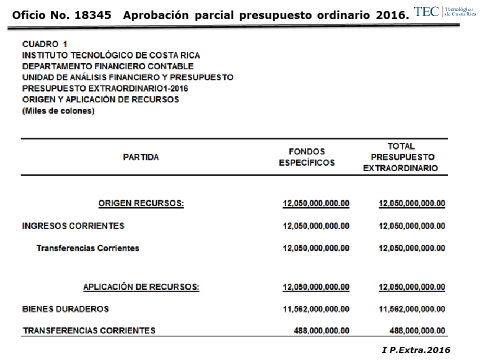 Oficio No. 18345 Aprobación parcial presupuesto ordinario 2016.
TEC Tecnológico de Costa Rica
CUADRO 1
INSTITUTO TECNOLÓGICO DE COSTA RICA
DEPARTAMENTO FINANCIERO CONTABLE
UNIDAD DE ANÁLISIS FINANCIERO Y PRESUPUESTO
PRESUPUESTO EXTRAORDINARIO1-2016
ORIGEN Y APLICACIÓN DE RECURSOS
(Miles de colones)
PARTIDA FONDOS ESPECÍFICOS TOTAL PRESUPUESTO EXTRAORDINARIO
ORIGEN RECURSOS: 12,050,000,000.00 12,050,000,000.00
INGRESOS CORRIENTES 12,050,000,000.00 12,050,000,000.00
Transferencias Corrientes 12,050,000,000.00 12,050,000,000.00
APLICACIÓN DE RECURSOS: 12,050,000,000.00 12,050,000,000.00
BIENES DURADEROS 11,562,000,000.00 11,562,000,000.00
TRANSFERENCIAS CORRIENTES 488,000,000.00 488,000,000.00
I P.Extra.2016